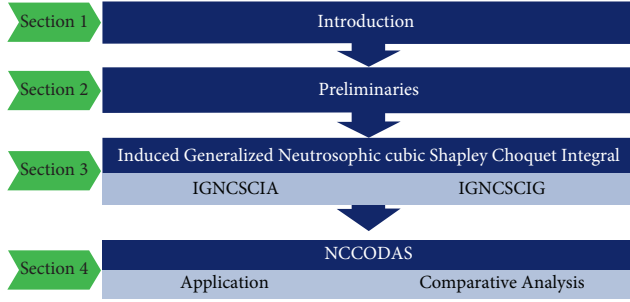 Section 1
Introduction
Section 2
Preliminaries
Section 3
Induced Generalized Neutrosophic cubic Shapley Choquet Integral
IGNCSCIA
IGNCSCIG
Section 4
NCCODAS
Application
Comparative Analysis